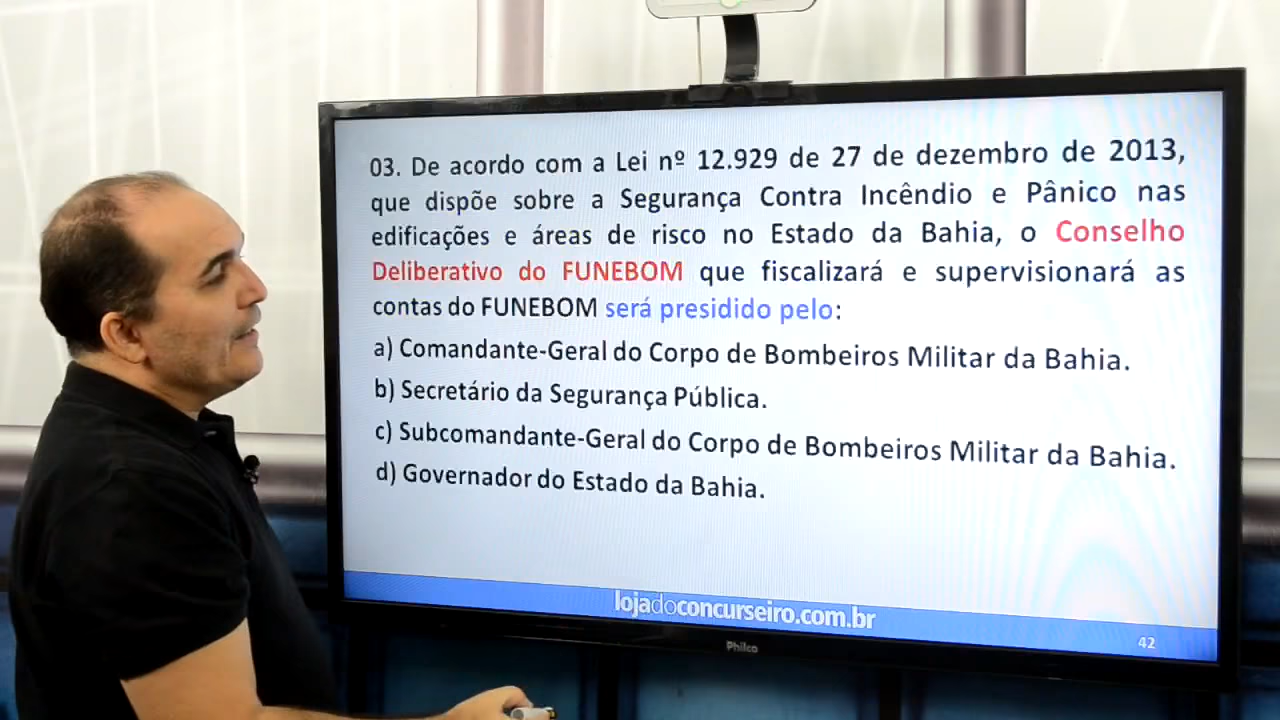 03. De acordo com a Lei nº 12.929 de 27 de dezembro de 2013,
que dispõe sobre a Segurança Contra Incêndio e Pânico nas
edificações e áreas de risco no Estado da Bahia, o Conselho
Deliberativo do FUNEBOM que fiscalizará e supervisionará as
contas do FUNEBOM será presidido pelo:
a) Comandante-Geral do Corpo de Bombeiros Militar da Bahia.
b) Secretário da Segurança Pública.
c) Subcomandante-Geral do Corpo de Bombeiros Militar da Bahia.
d) Governador do Estado da Bahia.
lojadoconcurseiro.com.br
42
Philco